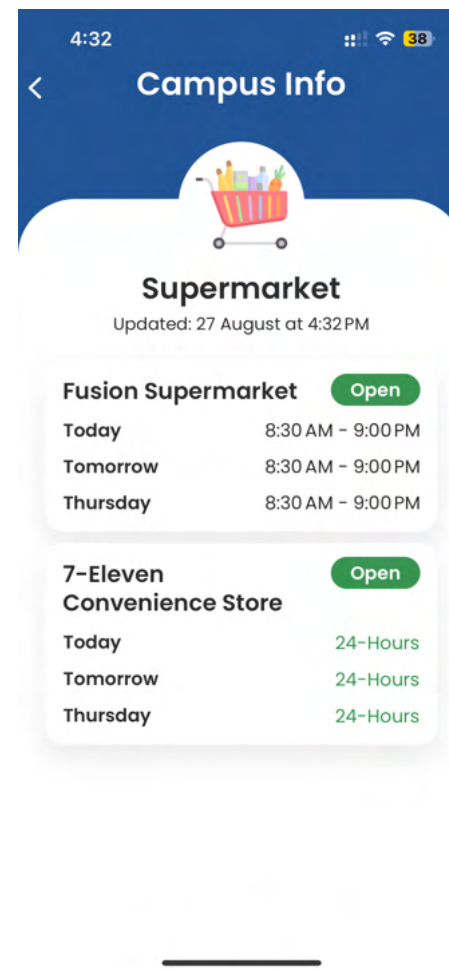 4:32
38
Campus Info
Supermarket
Updated: 27 August at 4:32 PM
Fusion Supermarket Open
Today 8:30 AM - 9:00 PM
Tomorrow 8:30 AM - 9:00 PM
Thursday 8:30 AM - 9:00 PM
7-Eleven Open
Convenience Store
Today 24-Hours
Tomorrow 24-Hours
Thursday 24-Hours